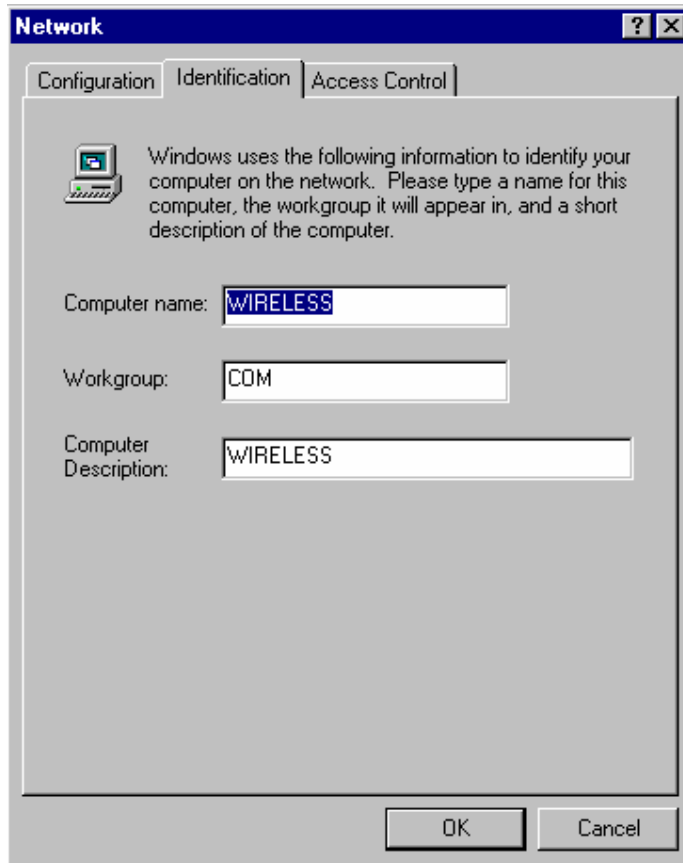 Network
Configuration Identification Access Control
Windows uses the following information to identify your
computer on the network. Please type a name for this
computer, the workgroup it will appear in, and a short
description of the computer.
Computer name: WIRELESS
Workgroup: COM
Computer
Description: WIRELESS
OK Cancel